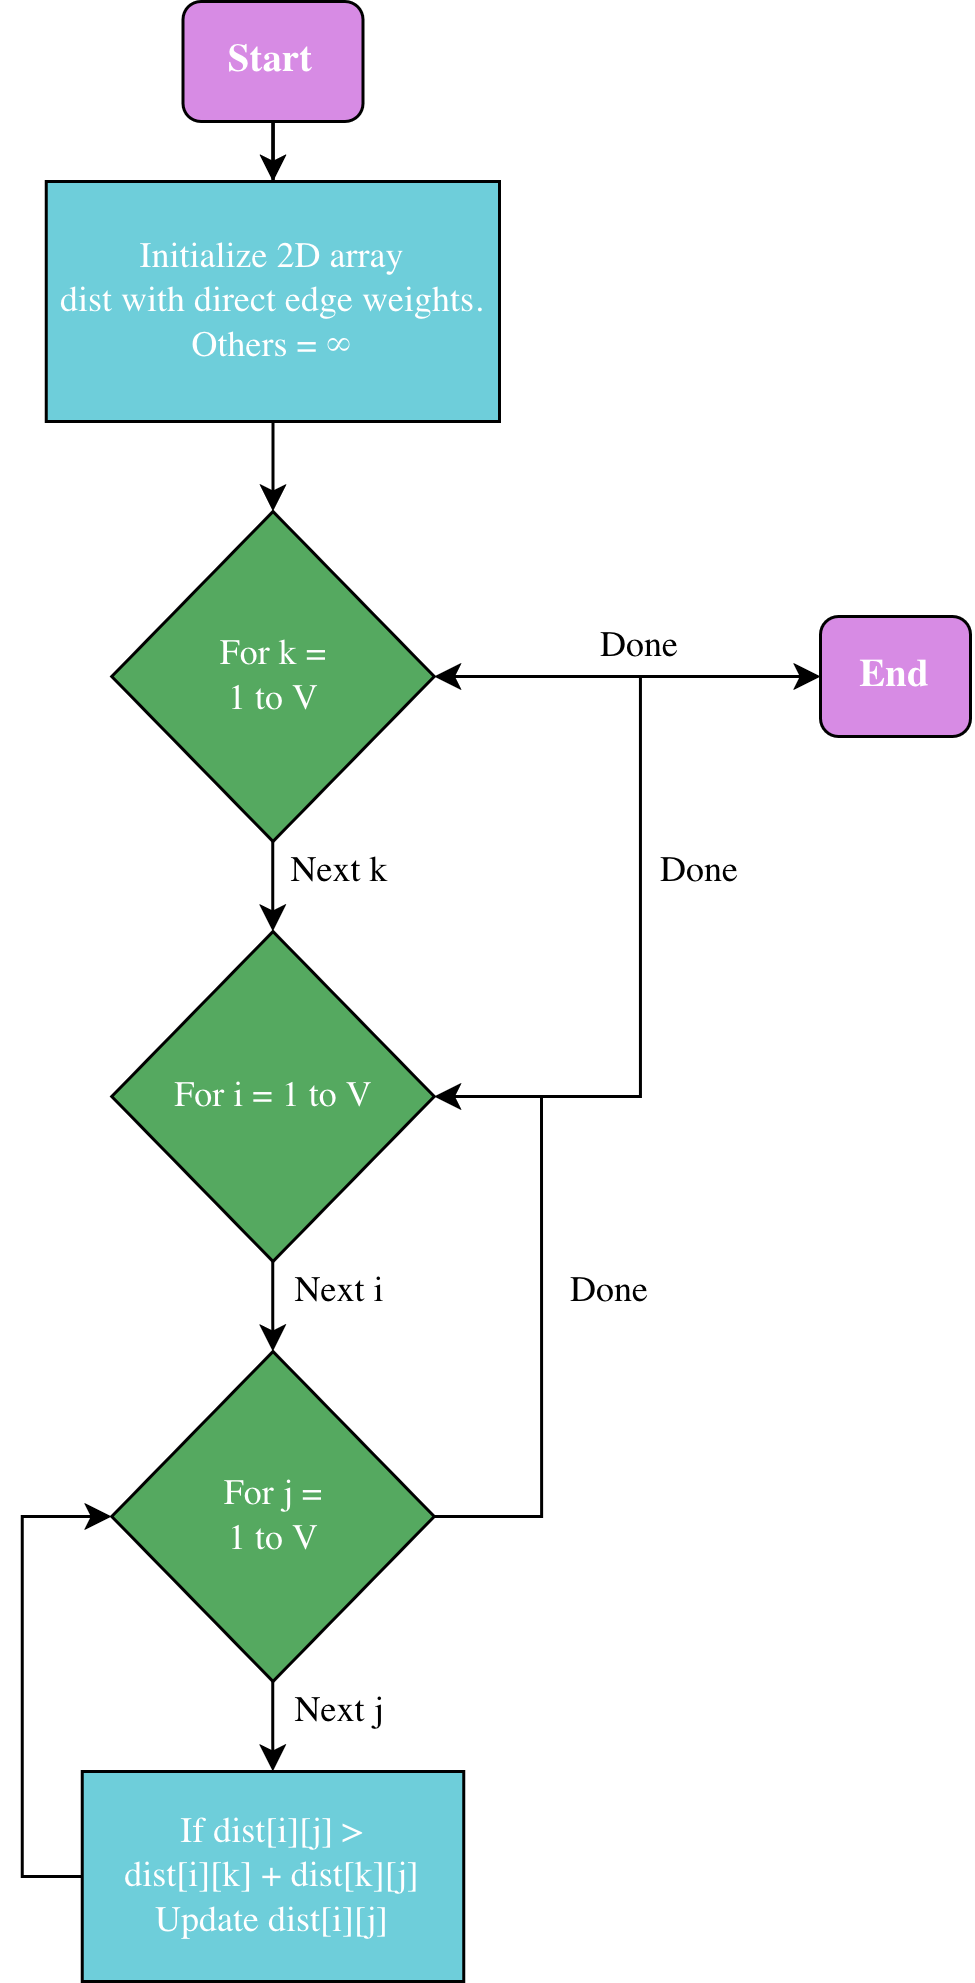 Start
Initialize 2D array
dist with direct edge weights.
Others = ∞
For k =
1 to V
Done
End
Next k
Done
For i = 1 to V
Next i
Done
For j =
1 to V
Next j
If dist[i][j] >
dist[i][k] + dist[k][j]
Update dist[i][j]